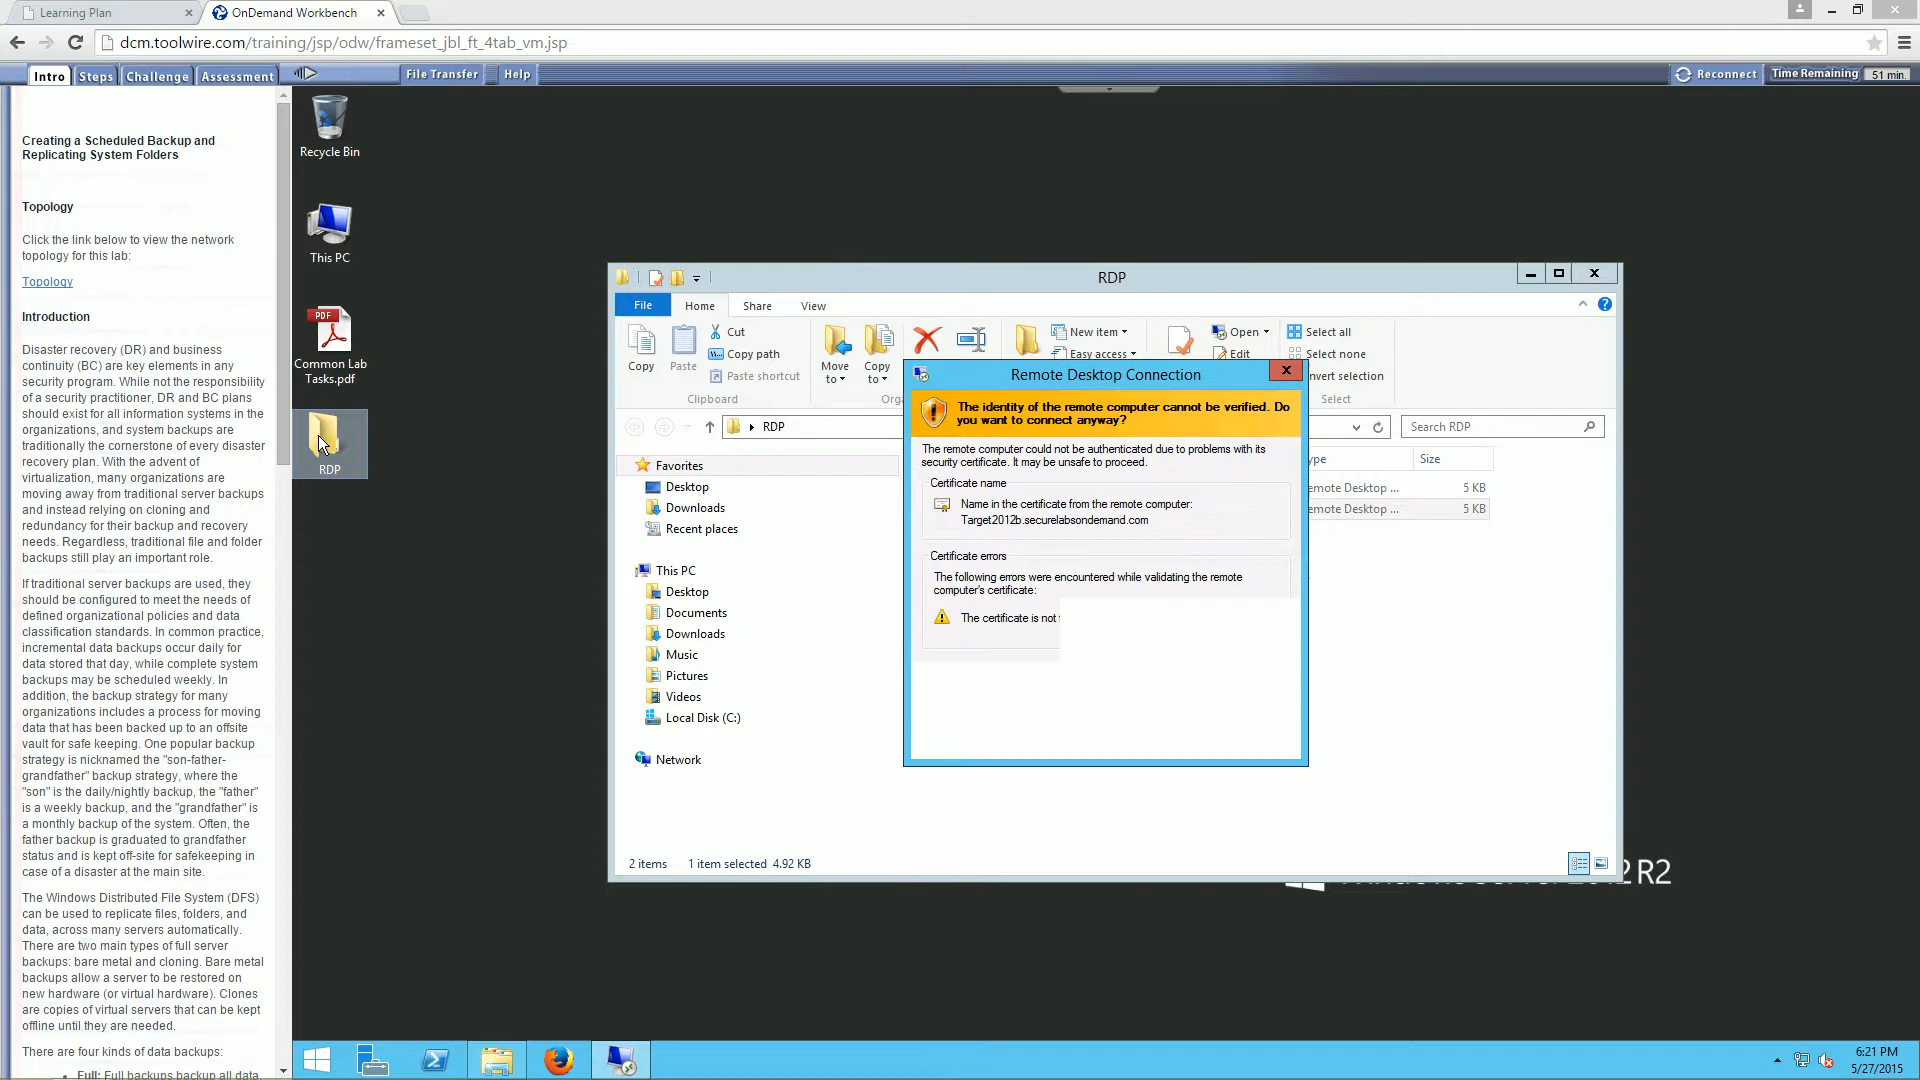 Learning Plan
OnDemand Workbench
dcm.toolwire.com/training/jsp/odw/frameset_jbl_ft_4tab_vm.jsp
Intro
Steps
Challenge
Assessment
File Transfer
Help
Reconnect
Time Remaining
51 min.
Creating a Scheduled Backup and
Replicating System Folders
Topology
Click the link below to view the network
topology for this lab:
Topology
Introduction
Disaster recovery (DR) and business
continuity (BC) are key elements in any
security program. While not the responsibility
of a security practitioner, DR and BC plans
should exist for all information systems in the
organizations, and system backups are
traditionally the cornerstone of every disaster
recovery plan. With the advent of
virtualization, many organizations are
moving away from traditional server backups
and instead relying on cloning and
redundancy for their backup and recovery
needs. Regardless, traditional file and folder
backups still play an important role.
If traditional server backups are used, they
should be configured to meet the needs of
defined organizational policies and data
classification standards. In common practice,
incremental data backups occur daily for
data stored that day, while complete system
backups may be scheduled weekly. In
addition, the backup strategy for many
organizations includes a process for moving
data that has been backed up to an offsite
vault for safe keeping. One popular backup
strategy is nicknamed the "son-father-
grandfather" backup strategy, where the
"son" is the daily/nightly backup, the "father"
is a weekly backup, and the "grandfather" is
a monthly backup of the system. Often, the
father backup is graduated to grandfather
status and is kept off-site for safekeeping in
case of a disaster at the main site.
The Windows Distributed File System (DFS)
can be used to replicate files, folders, and
data, across many servers automatically.
There are two main types of full server
backups: bare metal and cloning. Bare metal
backups allow a server to be restored on
new hardware (or virtual hardware). Clones
are copies of virtual servers that can be kept
offline until they are needed.
There are four kinds of data backups:
Full: Full backups backup all data,
Recycle Bin
This PC
PDF
Common Lab
Tasks.pdf
RDP
RDP
File
Home
Share
View
Copy
Paste
Cut
Copy path
Paste shortcut
Clipboard
Move
to
Copy
to
New item
Easy access
Open
Edit
Select all
Select none
nvert selection
Select
RDP
Search RDP
Favorites
Desktop
Downloads
Recent places
This PC
Desktop
Documents
Downloads
Music
Pictures
Videos
Local Disk (C:)
Network
ype
Size
emote Desktop ...
5 KB
emote Desktop ...
5 KB
2 items
1 item selected 4.92 KB
Remote Desktop Connection
The identity of the remote computer cannot be verified. Do
you want to connect anyway?
The remote computer could not be authenticated due to problems with its
security certificate. It may be unsafe to proceed.
Certificate name
Name in the certificate from the remote computer:
Target2012b.securelabsondemand.com
Certificate errors
The following errors were encountered while validating the remote
computer's certificate:
The certificate is not
R2
6:21 PM
5/27/2015